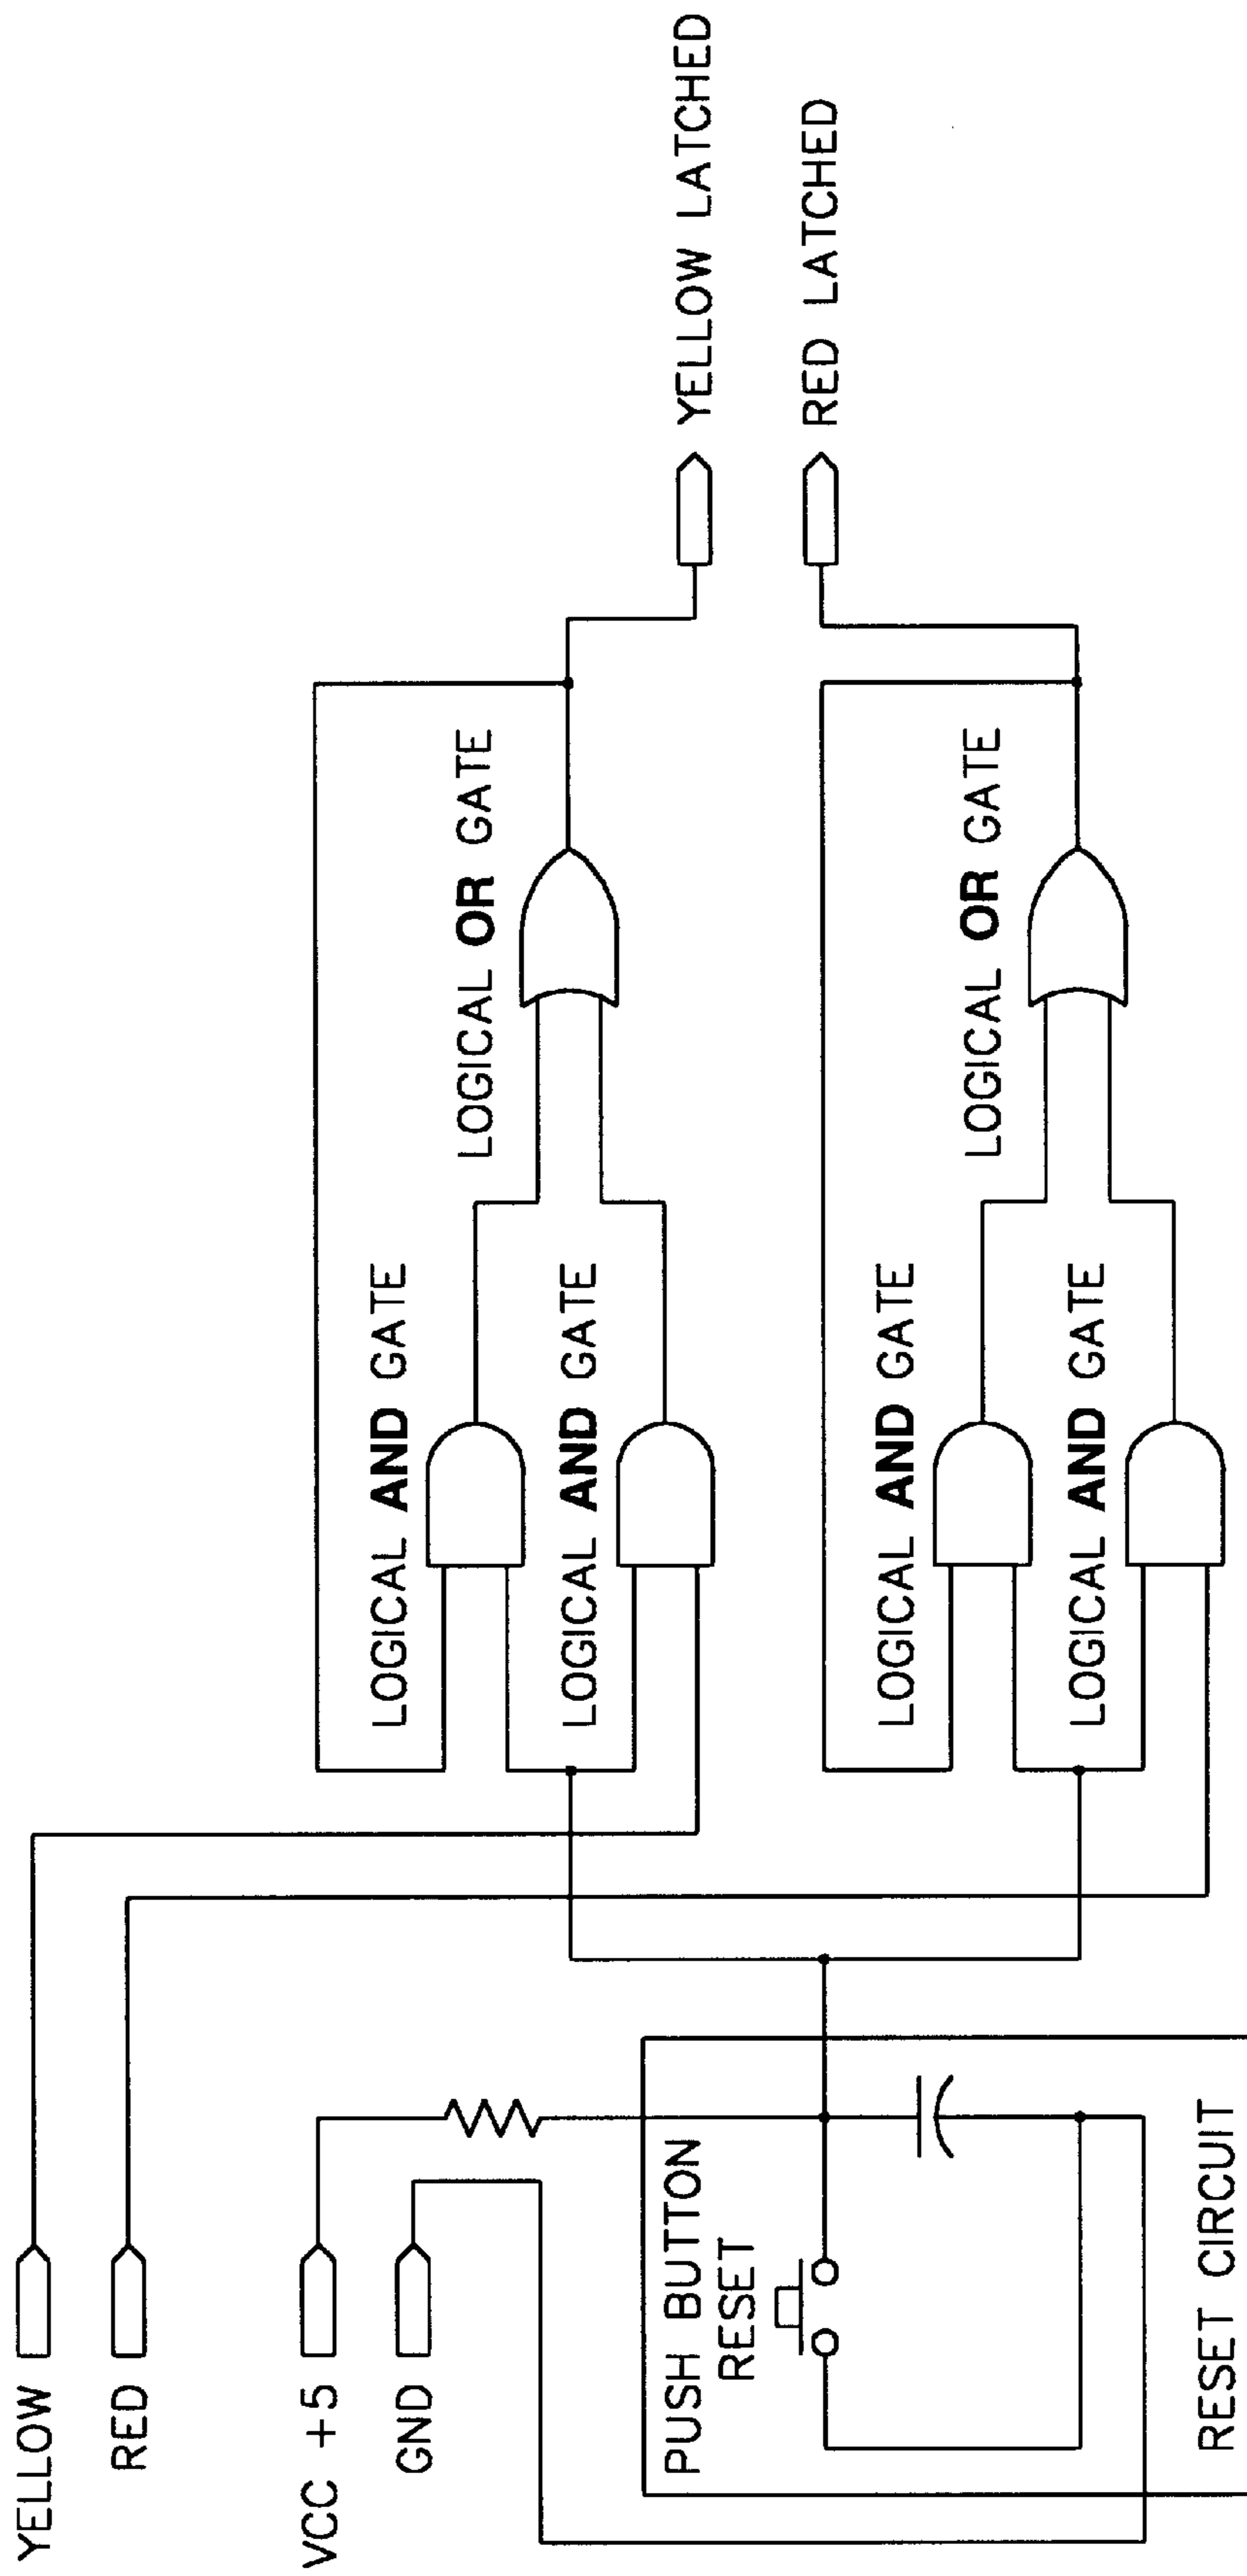 YELLOW
RED
VCC +5
GND
PUSH BUTTON
RESET
RESET CIRCUIT
LOGICAL AND GATE
LOGICAL AND GATE
LOGICAL OR GATE
LOGICAL AND GATE
LOGICAL AND GATE
LOGICAL OR GATE
YELLOW LATCHED
RED LATCHED